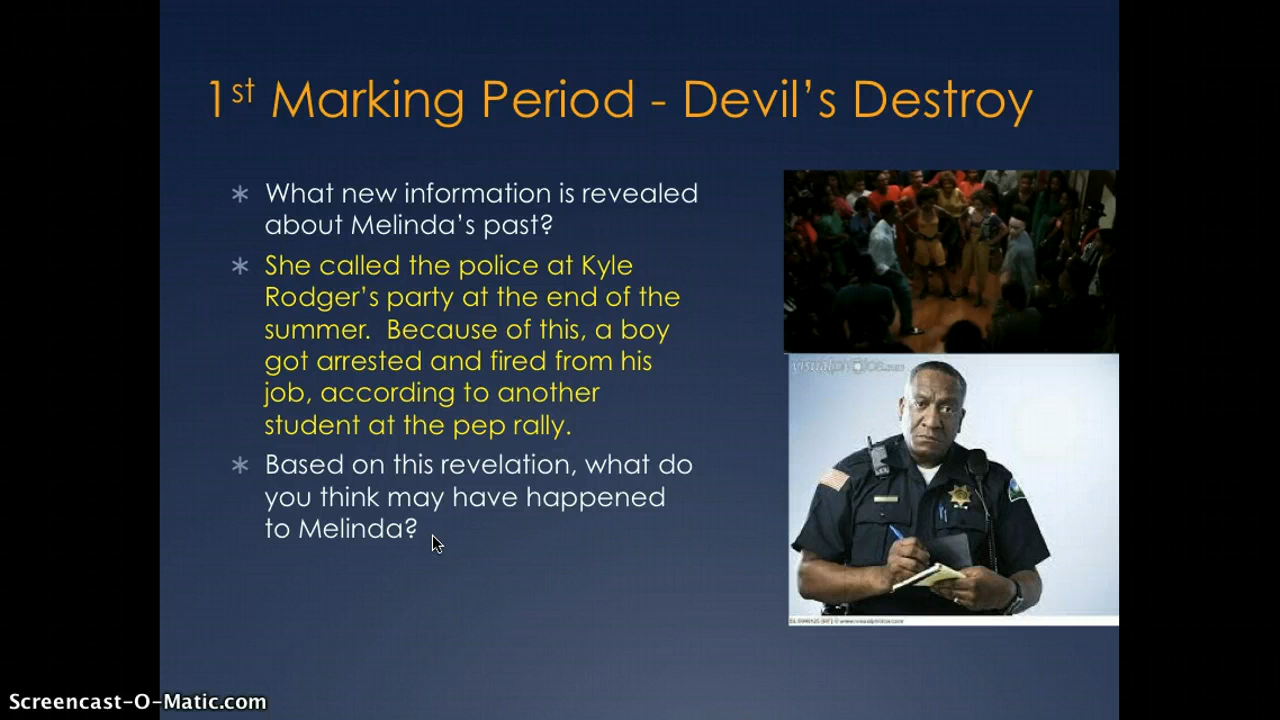 1st Marking Period - Devil's Destroy
What new information is revealed
about Melinda's past?
She called the police at Kyle
Rodger's party at the end of the
summer.  Because of this, a boy
got arrested and fired from his
job, according to another
student at the pep rally.
Based on this revelation, what do
you think may have happened
to Melinda?
Screencast-O-Matic.com